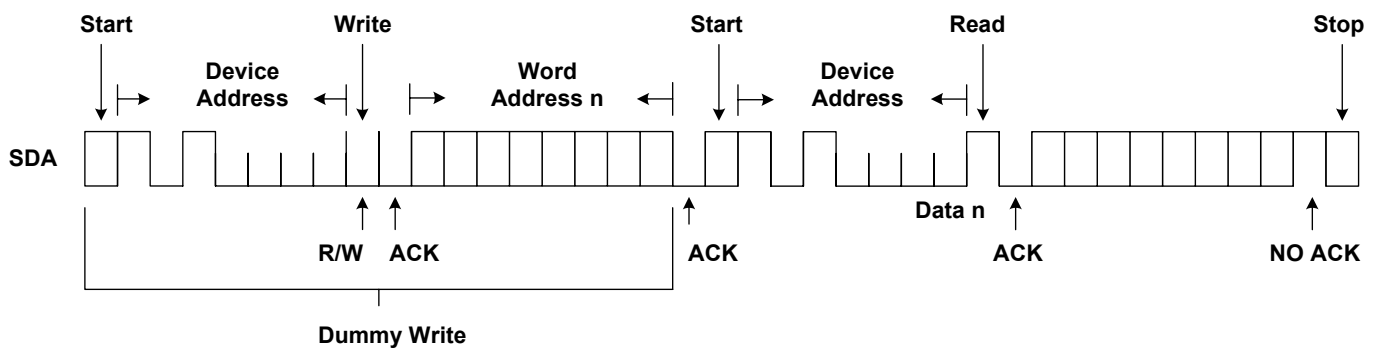 Start
Write
Start
Read
Stop
Device
Address
Word
Address n
Device
Address
SDA
Data n
R/W
ACK
ACK
ACK
NO ACK
Dummy Write